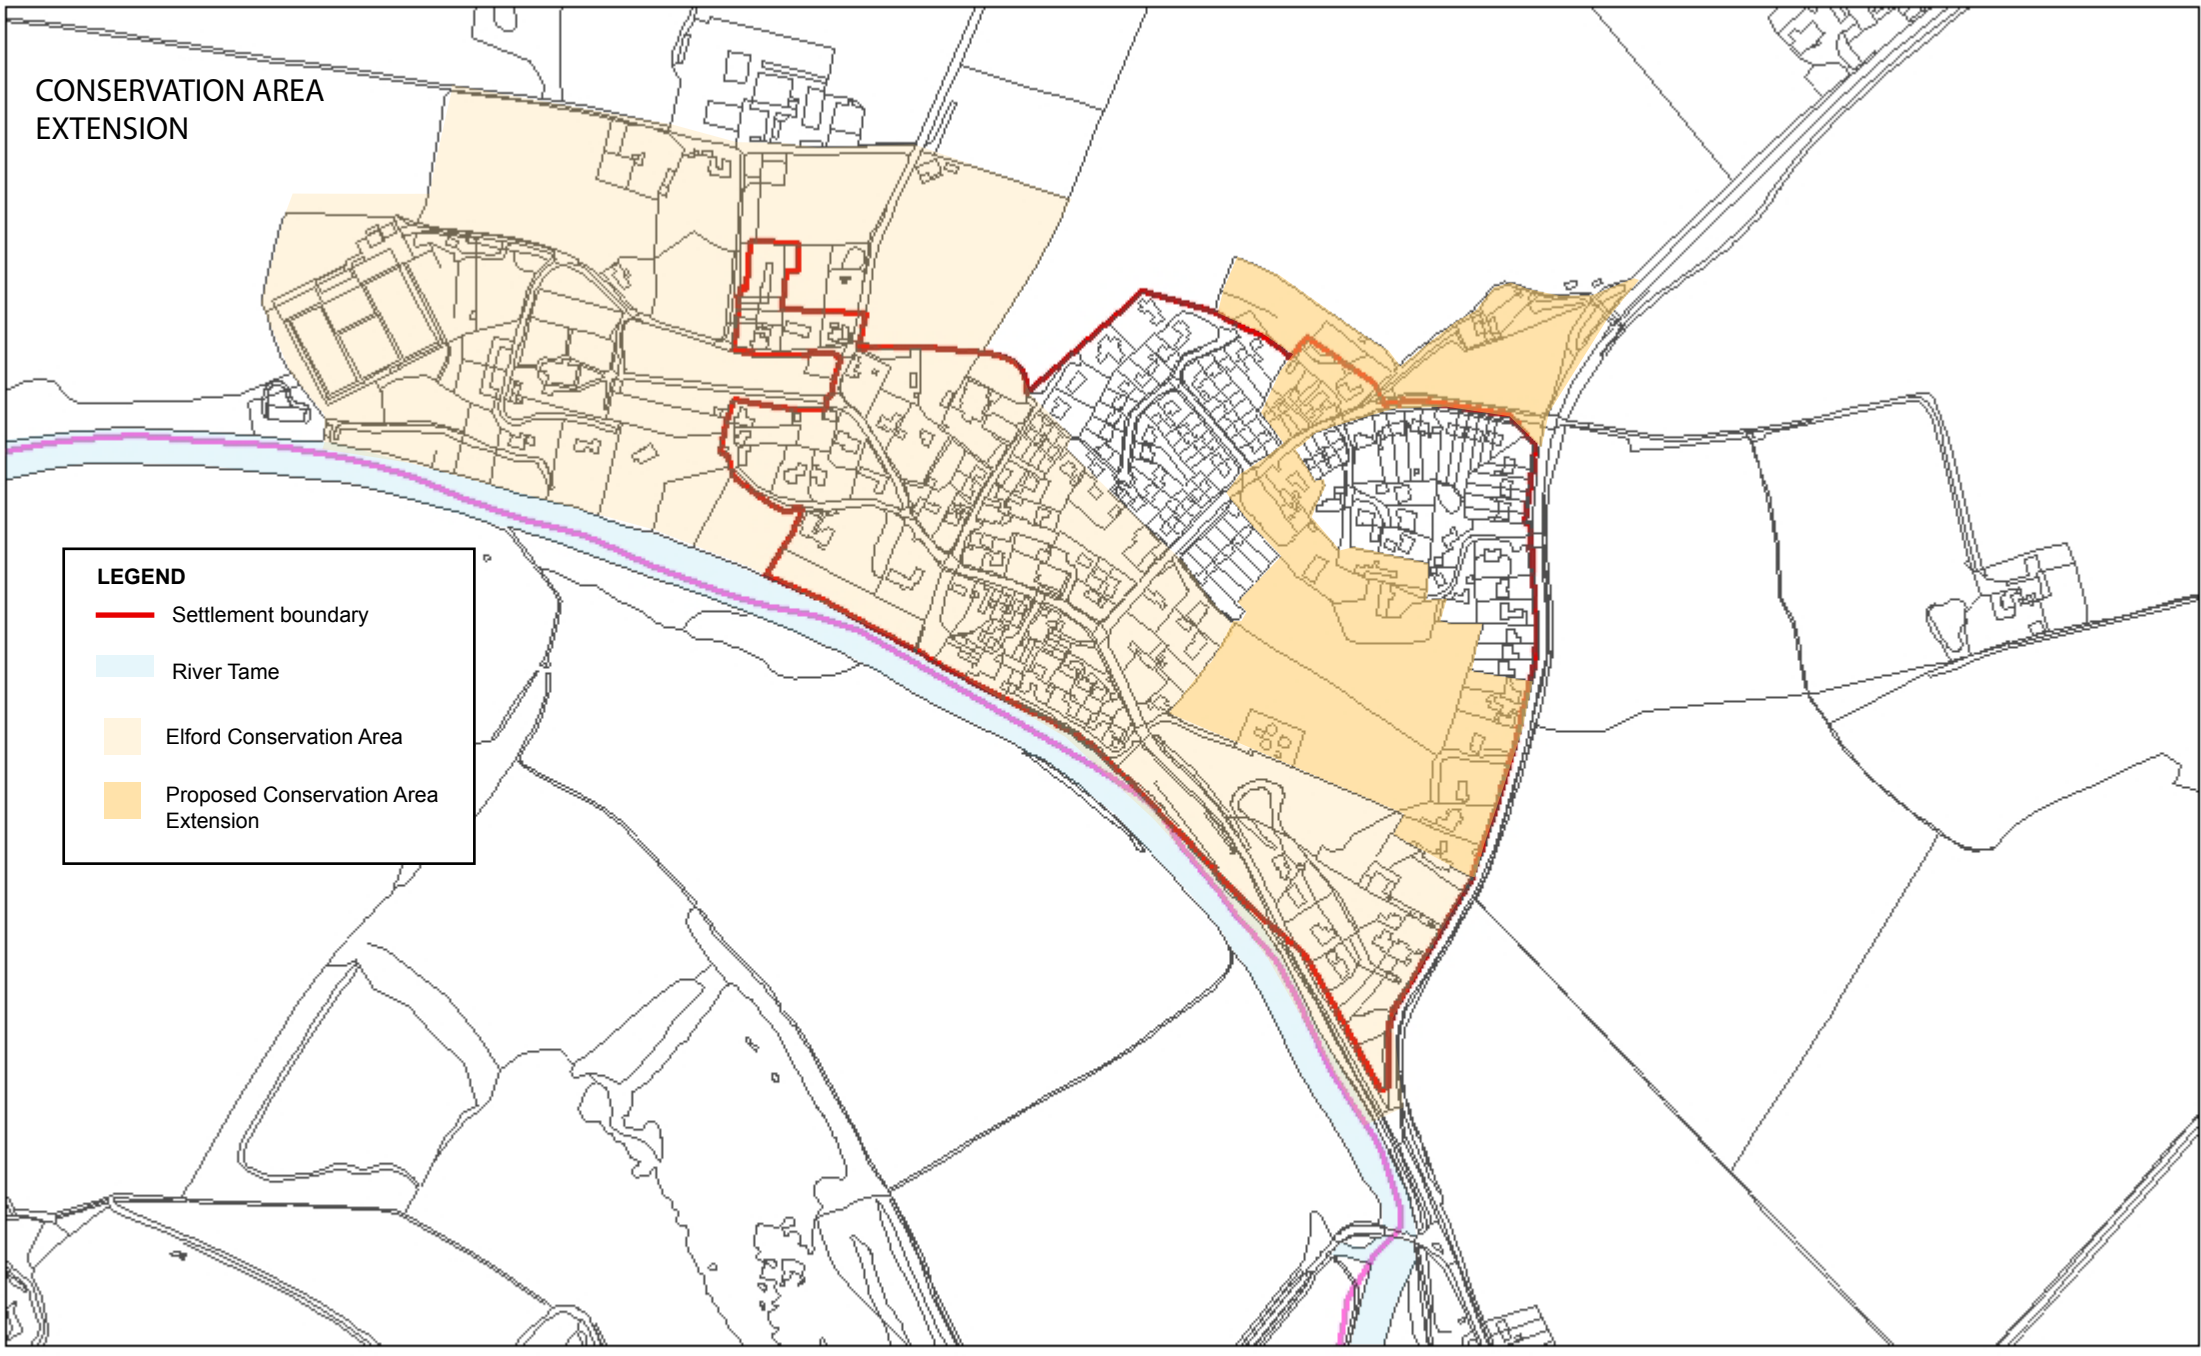 CONSERVATION AREA
EXTENSION
LEGEND
Settlement boundary
River Tame
Elford Conservation Area
Proposed Conservation Area
Extension